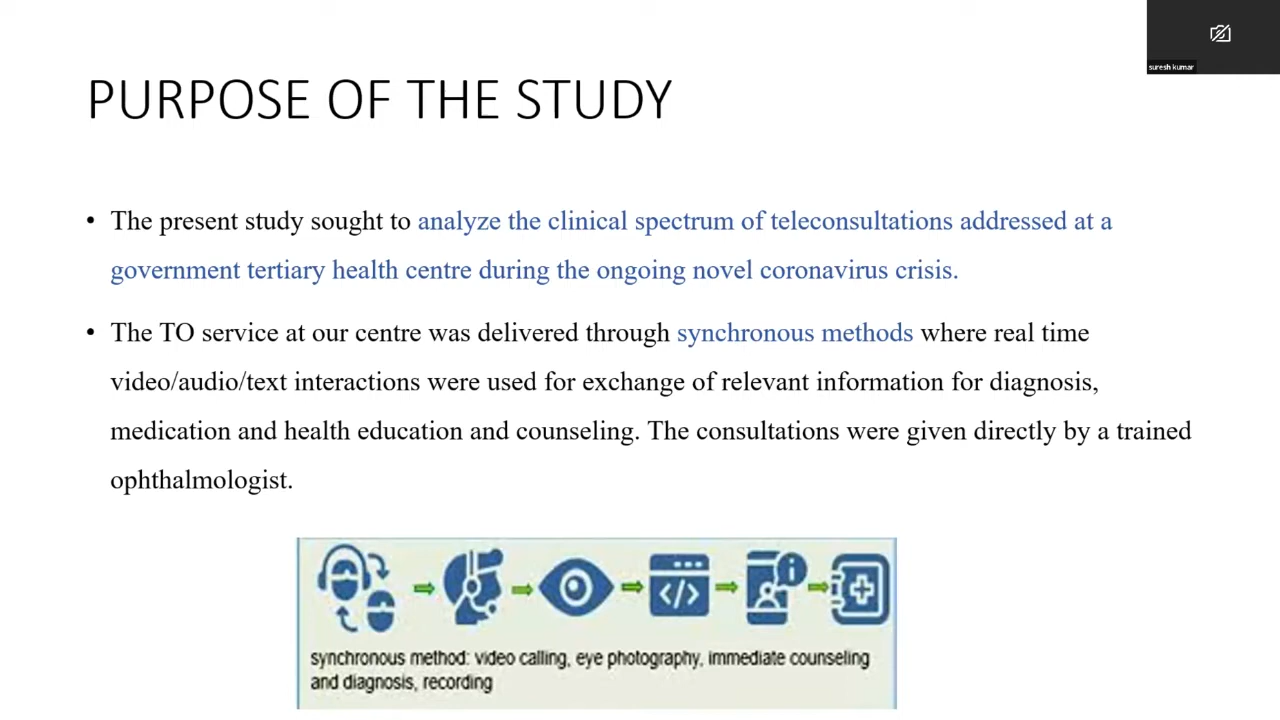 suresh kumar
PURPOSE OF THE STUDY
• The present study sought to analyze the clinical spectrum of teleconsultations addressed at a
government tertiary health centre during the ongoing novel coronavirus crisis.
• The TO service at our centre was delivered through synchronous methods where real time
video/audio/text interactions were used for exchange of relevant information for diagnosis,
medication and health education and counseling. The consultations were given directly by a trained
ophthalmologist.
synchronous method: video calling, eye photography, immediate counseling
and diagnosis, recording